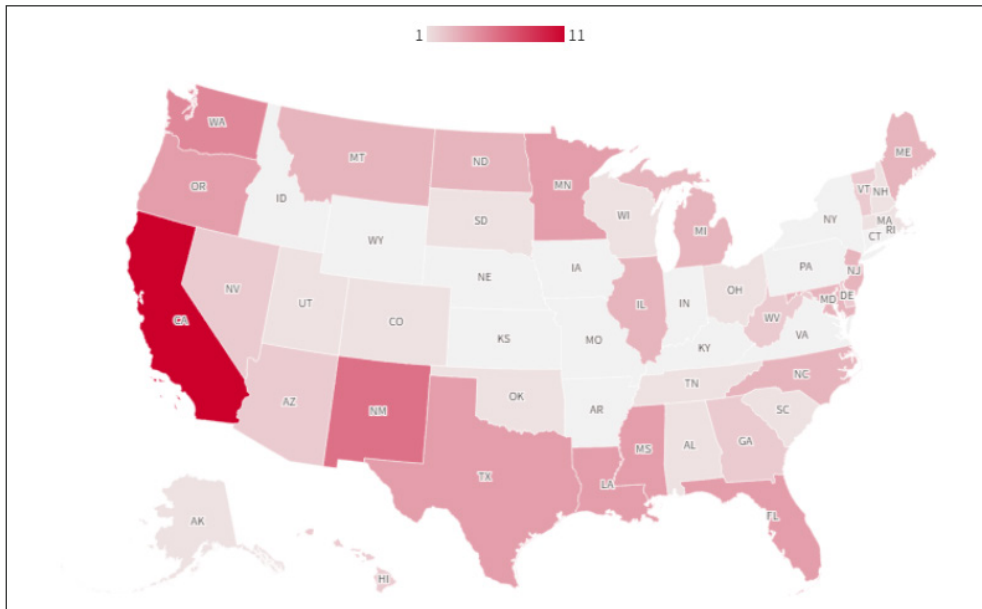 1 11
WA
MT
ND
ME
OR
MN
VT
NH
ID
SD
WI
MI
NY
MA
RI
CT
WY
IA
PA
NE
NJ
NV
UT
CO
IL
IN
OH
MD
DE
CA
WV
VA
KS
MO
KY
NC
AZ
NM
OK
TN
AR
SC
MS
AL
GA
TX
LA
FL
AK
HI